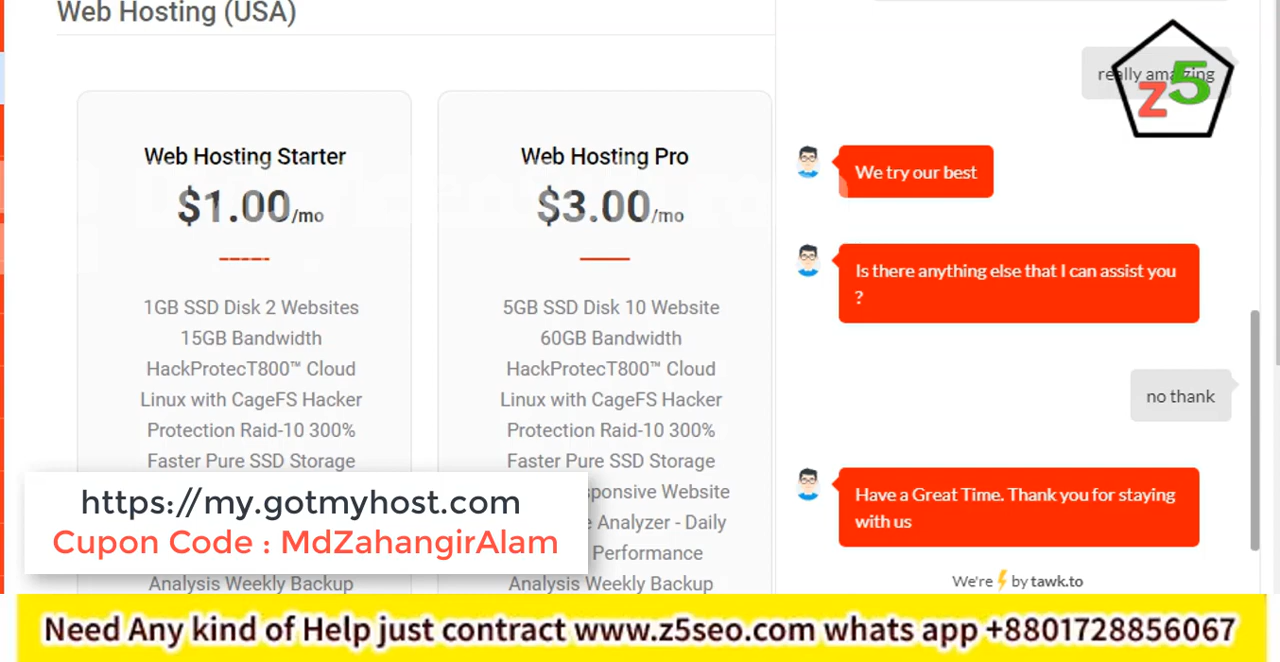 Web Hosting (USA)
Web Hosting Starter
$1.00/mo
1GB SSD Disk 2 Websites
15GB Bandwidth
HackProtecT800™ Cloud
Linux with CageFS Hacker
Protection Raid-10 300%
Faster Pure SSD Storage
Analysis Weekly Backup
Web Hosting Pro
$3.00/mo
5GB SSD Disk 10 Website
60GB Bandwidth
HackProtecT800™ Cloud
Linux with CageFS Hacker
Protection Raid-10 300%
Faster Pure SSD Storage
sponsive Website
e Analyzer - Daily
Performance
Analysis Weekly Backup
really amazing
z5
We try our best
Is there anything else that I can assist you
?
no thank
Have a Great Time. Thank you for staying
with us
We're by tawk.to
https://my.gotmyhost.com
Cupon Code : MdZahangirAlam
Need Any kind of Help just contract www.z5seo.com whats app +8801728856067